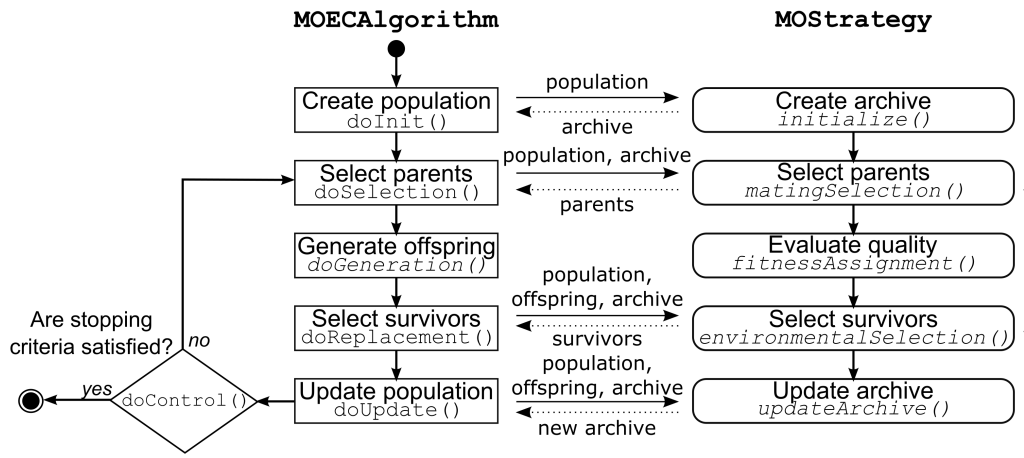 MOECAlgorithm
MOStrategy
Create population
doInit()
population
archive
Create archive
initialize()
Select parents
doSelection()
population, archive
parents
Select parents
matingSelection()
Generate offspring
doGeneration()
Evaluate quality
fitnessAssignment()
population,
offspring, archive
survivors
Select survivors
doReplacement()
Select survivors
environmentalSelection()
Are stopping
criteria satisfied?
no
yes
doControl()
Update population
doUpdate()
population,
offspring, archive
new archive
Update archive
updateArchive()